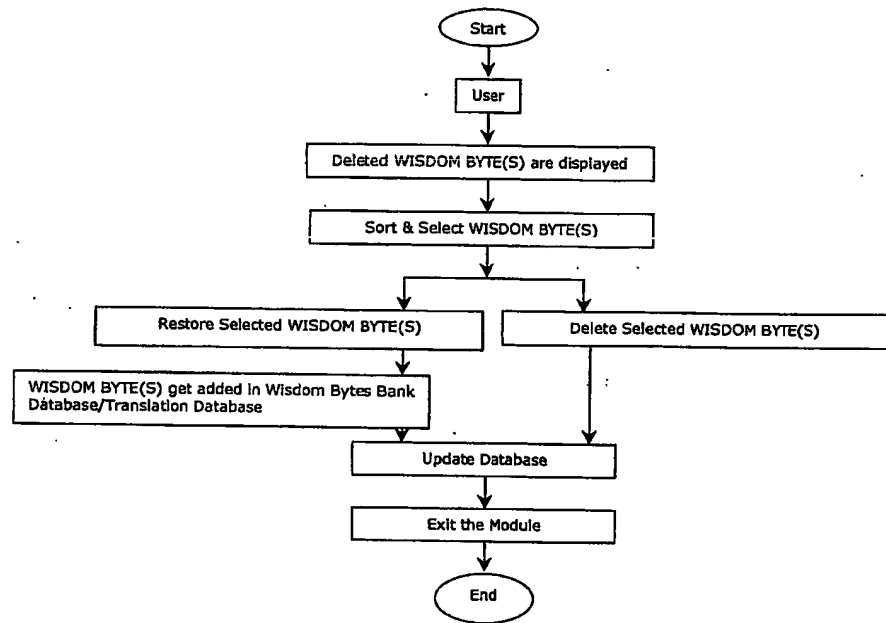 Start
User
Deleted WISDOM BYTE(S) are displayed
Sort & Select WISDOM BYTE(S)
Restore Selected WISDOM BYTE(S)
Delete Selected WISDOM BYTE(S)
WISDOM BYTE(S) get added in Wisdom Bytes Bank
Database/Translation Database
Update Database
Exit the Module
End